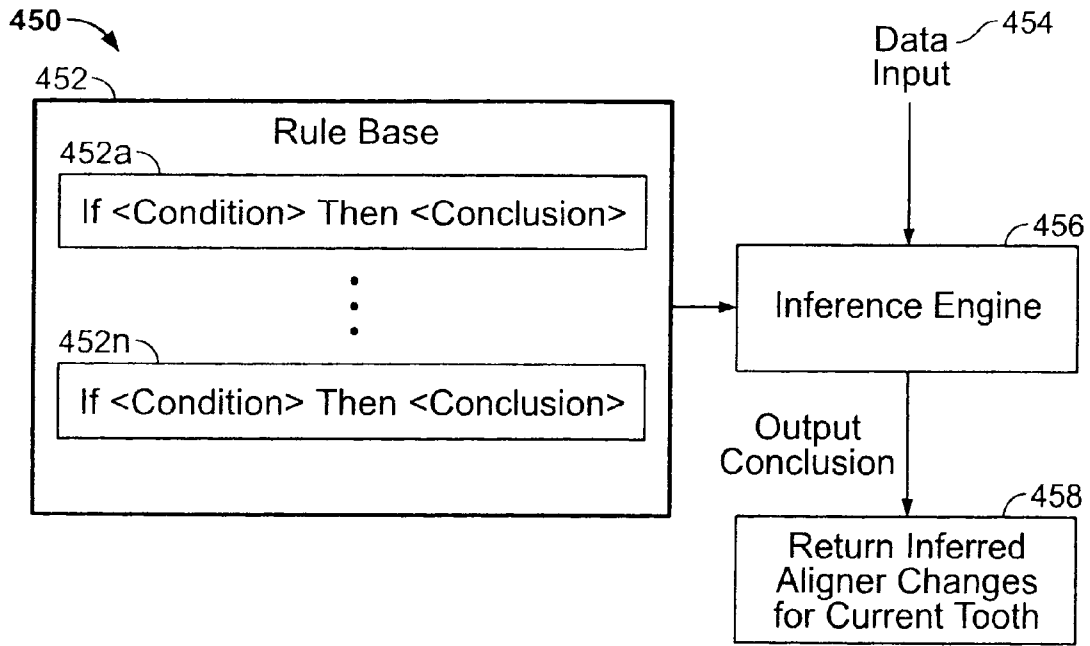 450
454
Data
Input
452
Rule Base
452a
If <Condition> Then <Conclusion>
456
Inference Engine
452n
If <Condition> Then <Conclusion>
Output
Conclusion
458
Return Inferred
Aligner Changes
for Current Tooth